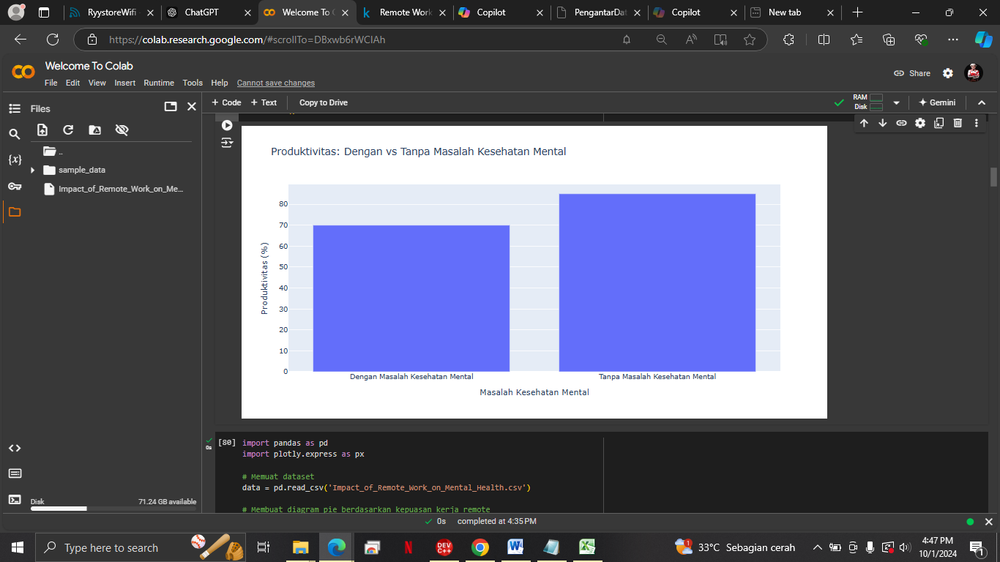 RyystoreWifi
ChatGPT
Welcome To C
Remote Work
Copilot
PengantarDat
Copilot
New tab
https://colab.research.google.com/#scrollTo=DBxwb6rWCIAh
Welcome To Colab
File Edit View Insert Runtime Tools Help Cannot save changes
Share
Files
+ Code + Text Copy to Drive
RAM
Disk
Gemini
{x}
..
sample_data
Impact_of_Remote_Work_on_Me...
Produktivitas: Dengan vs Tanpa Masalah Kesehatan Mental
Produktivitas (%)
80
70
60
50
40
30
20
10
0
Dengan Masalah Kesehatan Mental Tanpa Masalah Kesehatan Mental
Masalah Kesehatan Mental
0s
[80] import pandas as pd
import plotly.express as px
# Memuat dataset
data = pd.read_csv('Impact_of_Remote_Work_on_Mental_Health.csv')
# Membuat diagram pie berdasarkan kepuasan kerja remote
Disk 71.24 GB available
0s completed at 4:35 PM
Type here to search
DEV C++
33°C Sebagian cerah
4:47 PM
10/1/2024